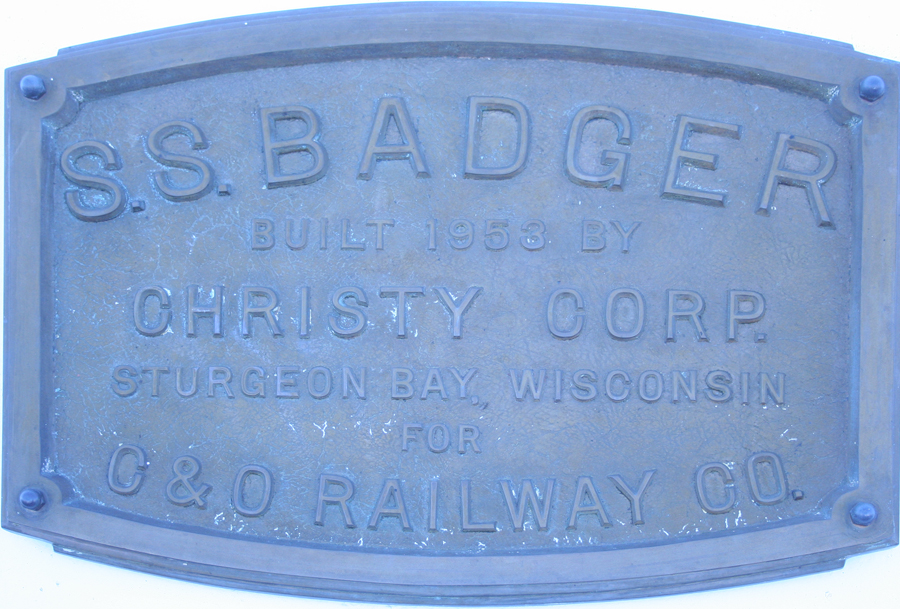 S.S. BADGER
BUILT 1953 BY
CHRISTY CORP.
STURGEON BAY, WISCONSIN
FOR
C & O RAILWAY CO.